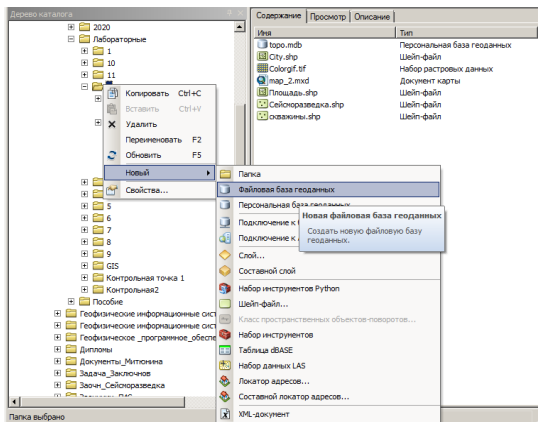 Дерево каталога
2020
Лабораторные
1
10
11
Копировать Ctrl+C
Вставить Ctrl+V
Удалить
Переименовать F2
Обновить F5
Новый
Свойства...
5
6
7
8
9
GIS
Контрольная точка 1
Контрольная2
Пособие
Геофизические информационные сист
Геофизические информационные сист
Геофизическое _программное_обеспе
Дипломы
Документы_Митюнина
Задача_Заключнов
Заочн_Сейсморазведка
Папка выбрано
Содержание Просмотр Описание
Имя Тип
topo.mdb Персональная база геоданных
City.shp Шейп-файл
Colorgif.tif Набор растровых данных
map_2.mxd Документ карты
Площадь.shp Шейп-файл
Сейсморазведка.shp Шейп-файл
скважины.shp Шейп-файл
Папка
Файловая база геоданных
Персональная база геоданных
Подключение к
Подключение к
Слой...
Составной слой
Набор инструментов Python
Шейп-файл...
Класс пространственных объектов-поворотов...
Набор инструментов
Таблица dBASE
Набор данных LAS
Локатор адресов...
Составной локатор адресов...
XML-документ
Новая файловая база геоданных
Создать новую файловую базу
геоданных.